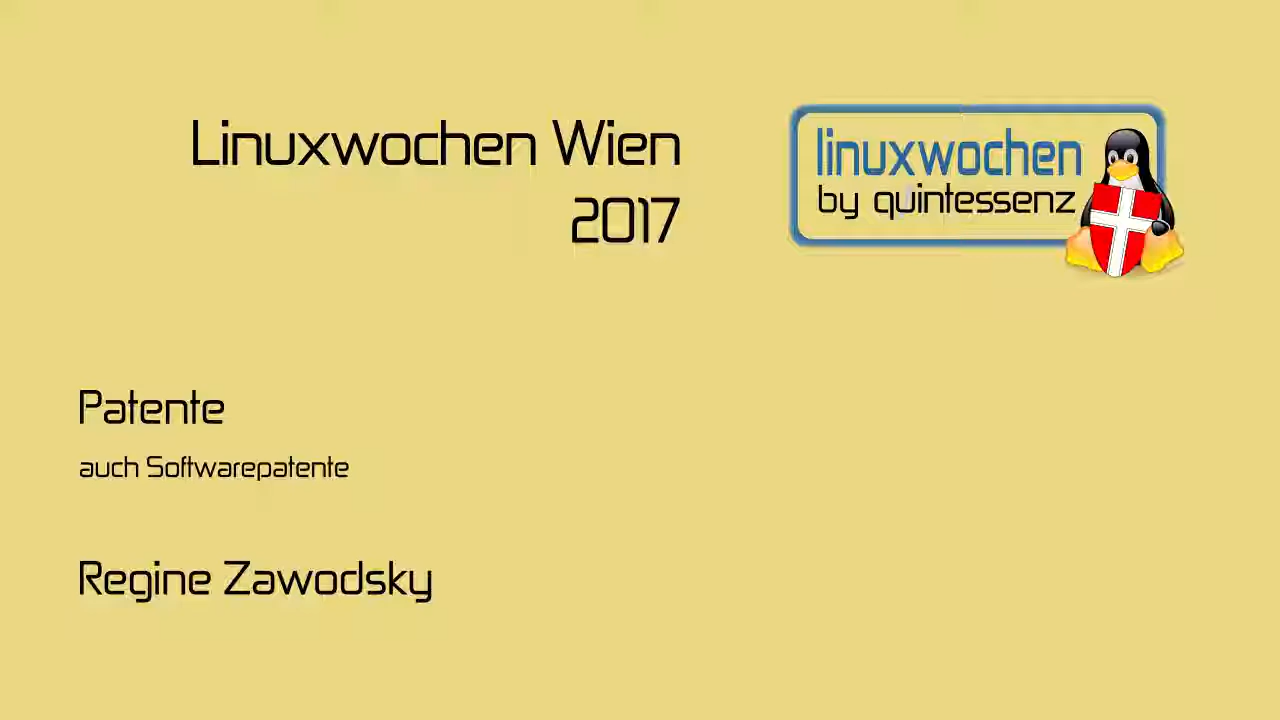 Linuxwochen Wien
2017
linuxwochen
by quintessenz
Patente
auch Softwarepatente
Regine Zawodsky